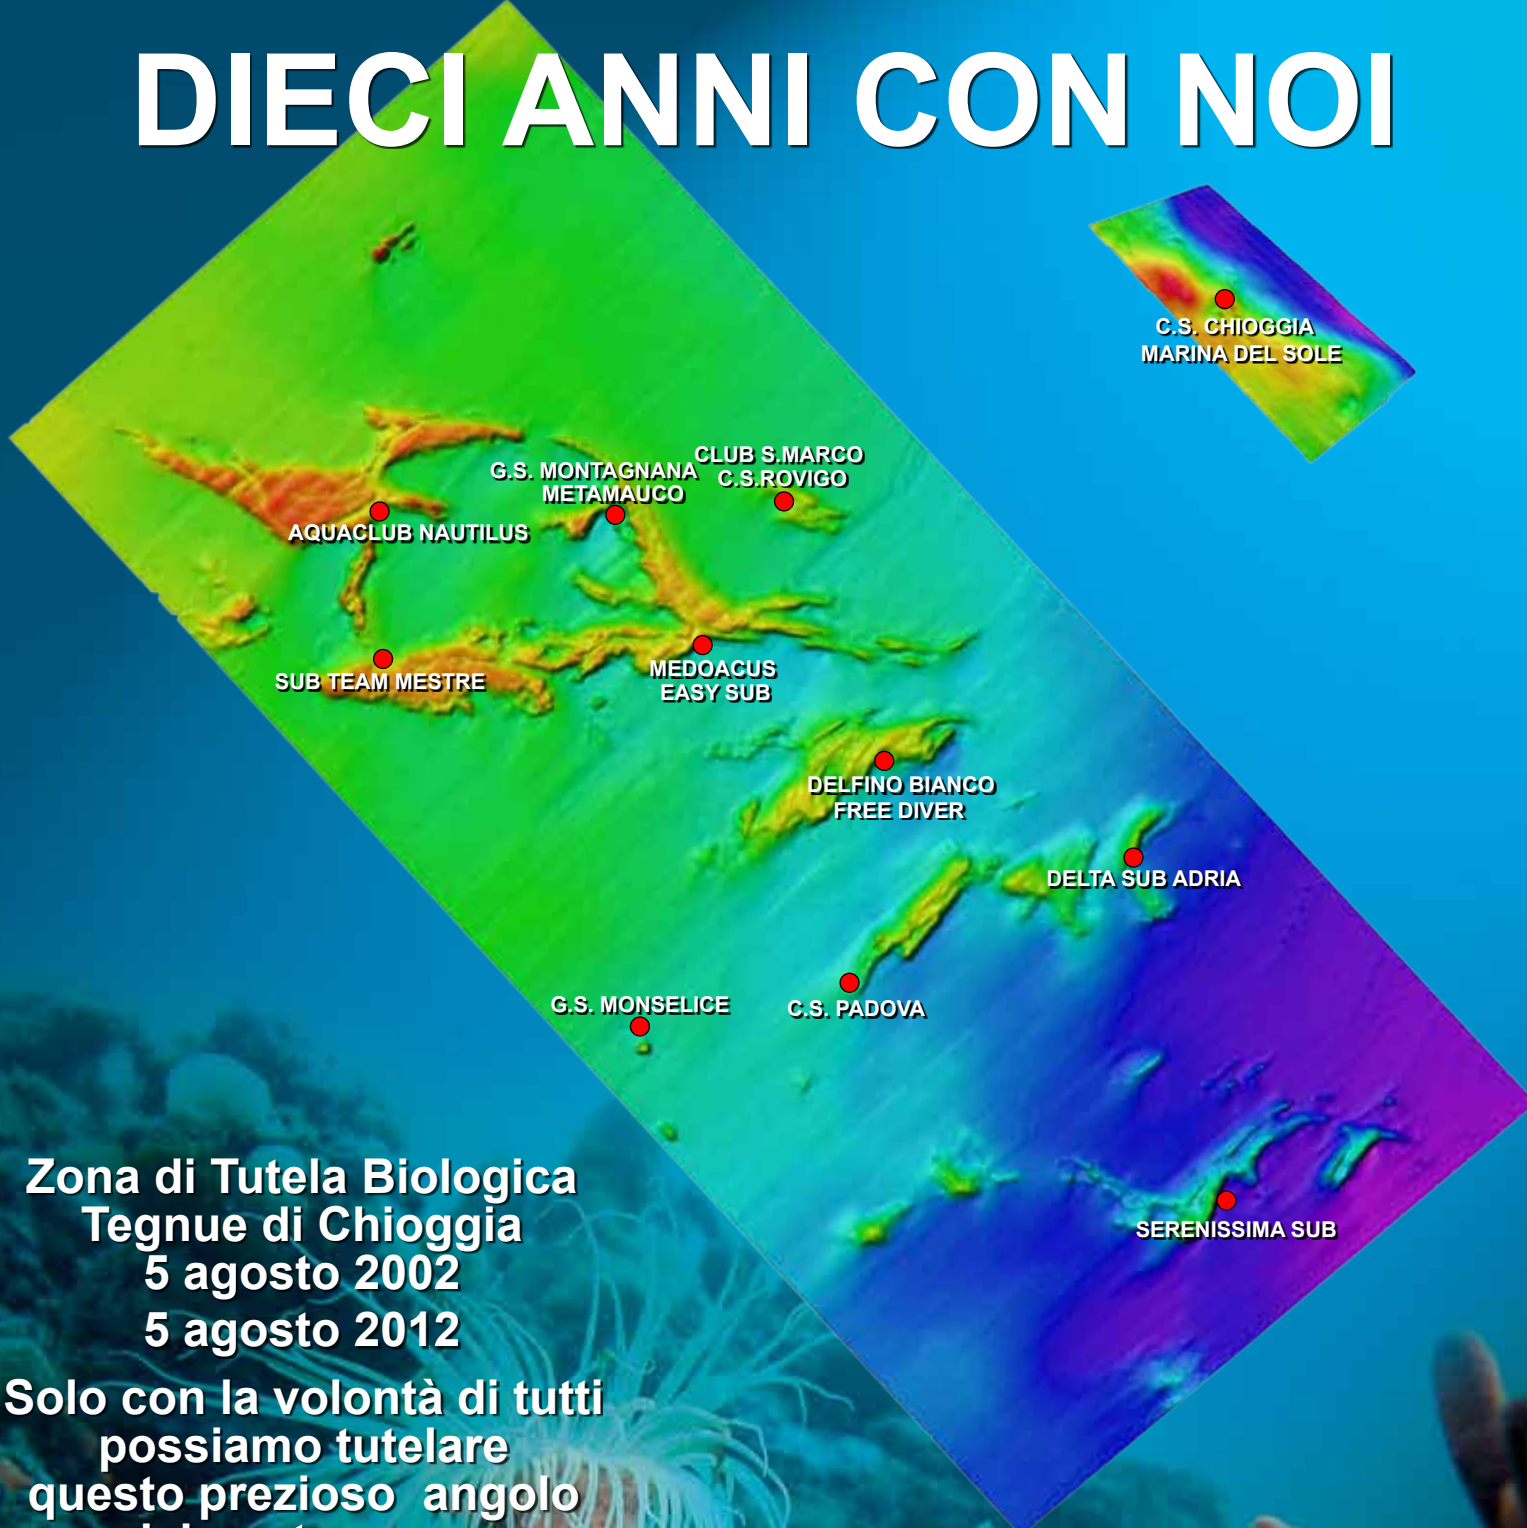 DIECI ANNI CON NOI
C.S. CHIOGGIA
MARINA DEL SOLE
CLUB S.MARCO
C.S.ROVIGO
G.S. MONTAGNANA
METAMAUCO
AQUACLUB NAUTILUS
SUB TEAM MESTRE
MEDOACUS
EASY SUB
DELFINO BIANCO
FREE DIVER
DELTA SUB ADRIA
G.S. MONSELICE
C.S. PADOVA
SERENISSIMA SUB
Zona di Tutela Biologica
Tegnue di Chioggia
5 agosto 2002
5 agosto 2012
Solo con la volontà di tutti
possiamo tutelare
questo prezioso angolo